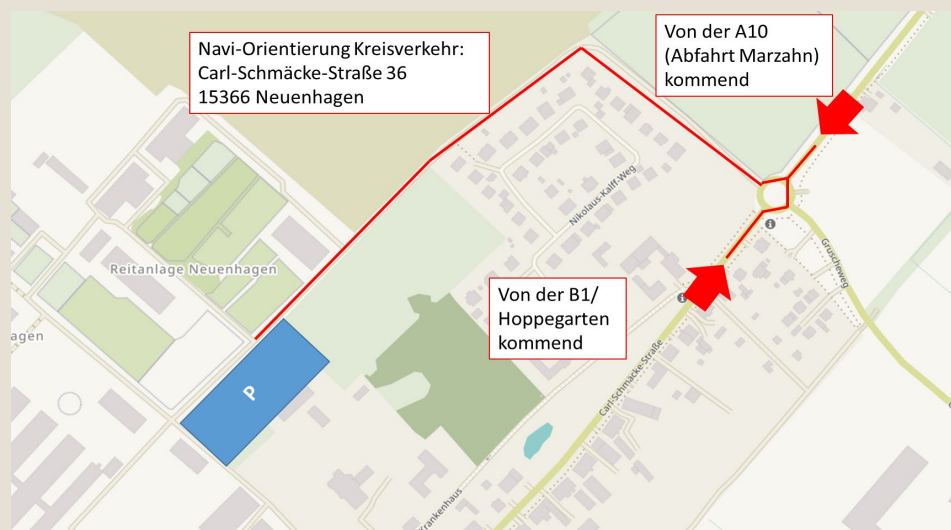 Navi-Orientierung Kreisverkehr:
Carl-Schmäcke-Straße 36
15366 Neuenhagen
Von der A10
(Abfahrt Marzahn)
kommend
Nikolaus-Kalff-Weg
Gruscheweg
Reitanlage Neuenhagen
Von der B1/
Hoppegarten
kommend
agen
Carl-Schmäcke-Straße
P
Krankenhaus